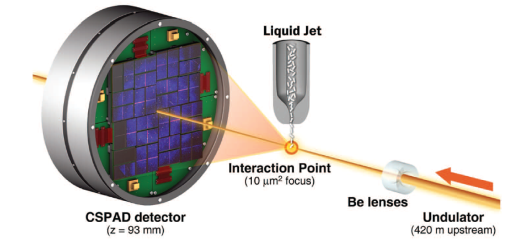 Liquid Jet
Interaction Point
(10 μm² focus)
Be lenses
CSPAD detector
(z = 93 mm)
Undulator
(420 m upstream)